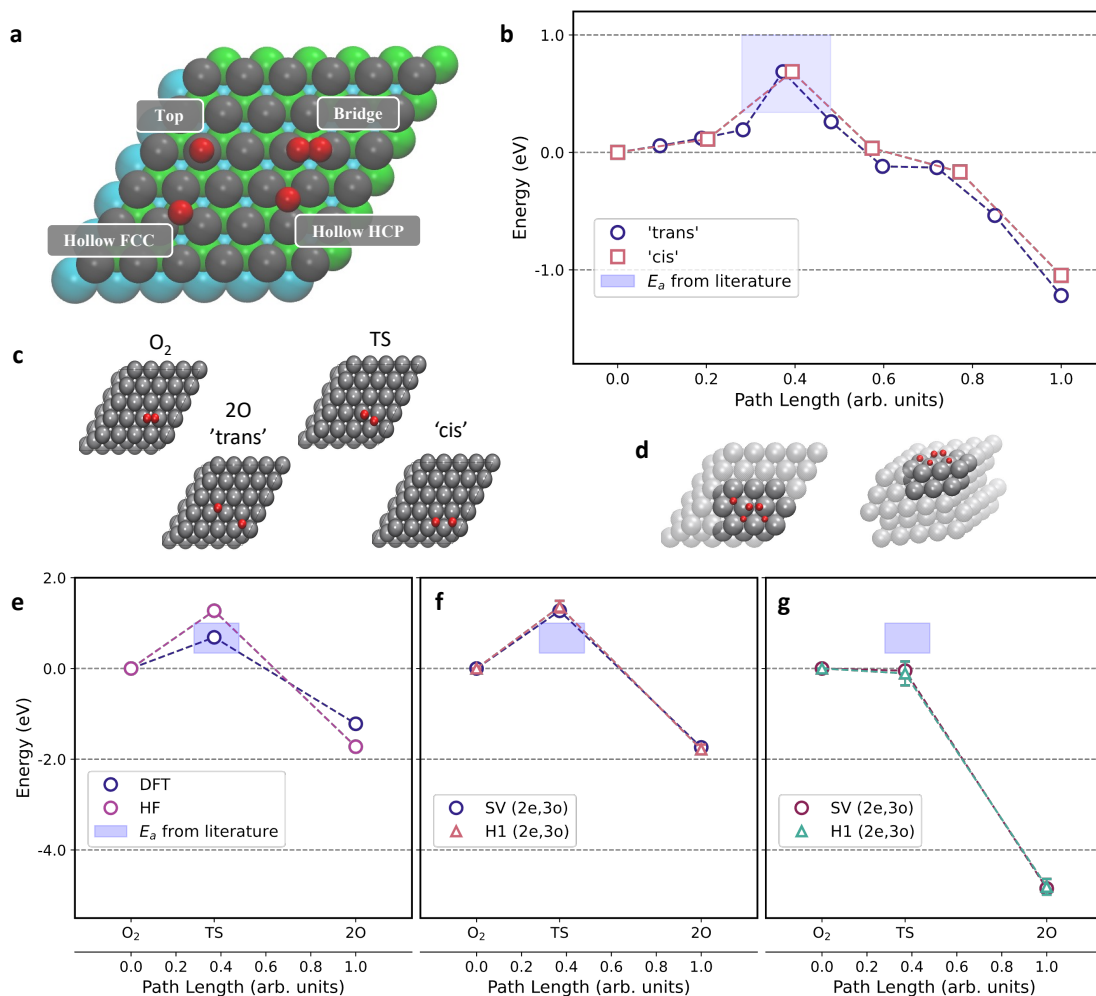 a
Top
Bridge
Hollow FCC
Hollow HCP
b
1.0
0.0
-1.0
Energy (eV)
'trans'
'cis'
Ea from literature
0.0 0.2 0.4 0.6 0.8 1.0
Path Length (arb. units)
c
O2
TS
2O
'trans'
'cis'
d
e
2.0
0.0
-2.0
-4.0
Energy (eV)
DFT
HF
Ea from literature
O2 TS 2O
0.0 0.2 0.4 0.6 0.8 1.0
Path Length (arb. units)
f
SV (2e,3o)
H1 (2e,3o)
O2 TS 2O
0.0 0.2 0.4 0.6 0.8 1.0
Path Length (arb. units)
g
SV (2e,3o)
H1 (2e,3o)
O2 TS 2O
0.0 0.2 0.4 0.6 0.8 1.0
Path Length (arb. units)